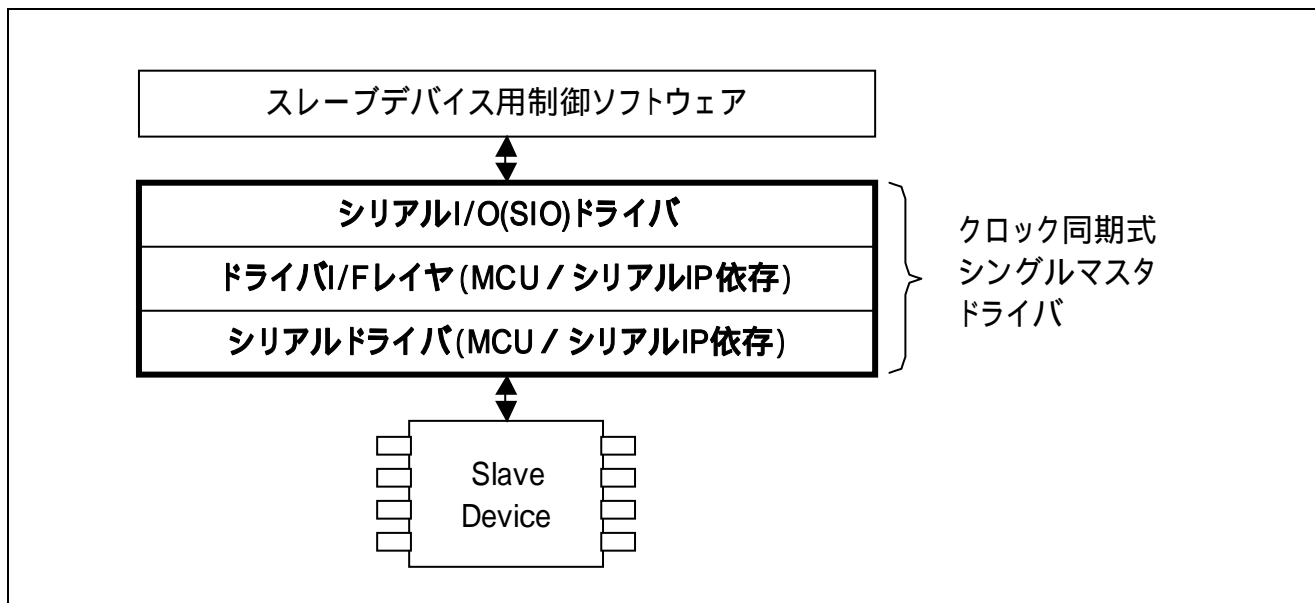 スレーブデバイス用制御ソフトウェア
シリアルI/O(SIO)ドライバ
ドライバI/Fレイヤ(MCU/シリアルIP依存)
シリアルドライバ(MCU/シリアルIP依存)
クロック同期式
シングルマスタ
ドライバ
Slave
Device